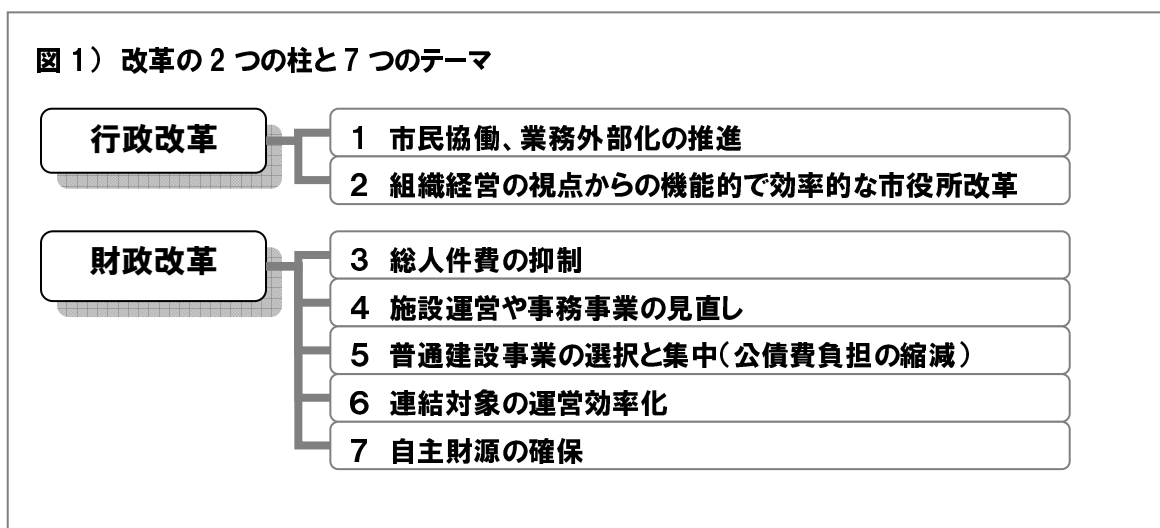 図1） 改革の2つの柱と7つのテーマ
行政改革
1 市民協働、業務外部化の推進
2 組織経営の視点からの機能的で効率的な市役所改革
財政改革
3 総人件費の抑制
4 施設運営や事務事業の見直し
5 普通建設事業の選択と集中（公債費負担の縮減）
6 連結対象の運営効率化
7 自主財源の確保